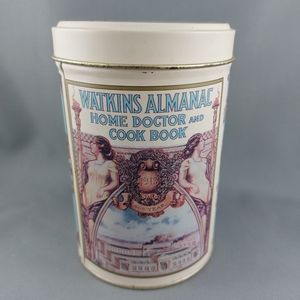 WATKINS ALMANAC
HOME DOCTOR AND
COOK BOOK